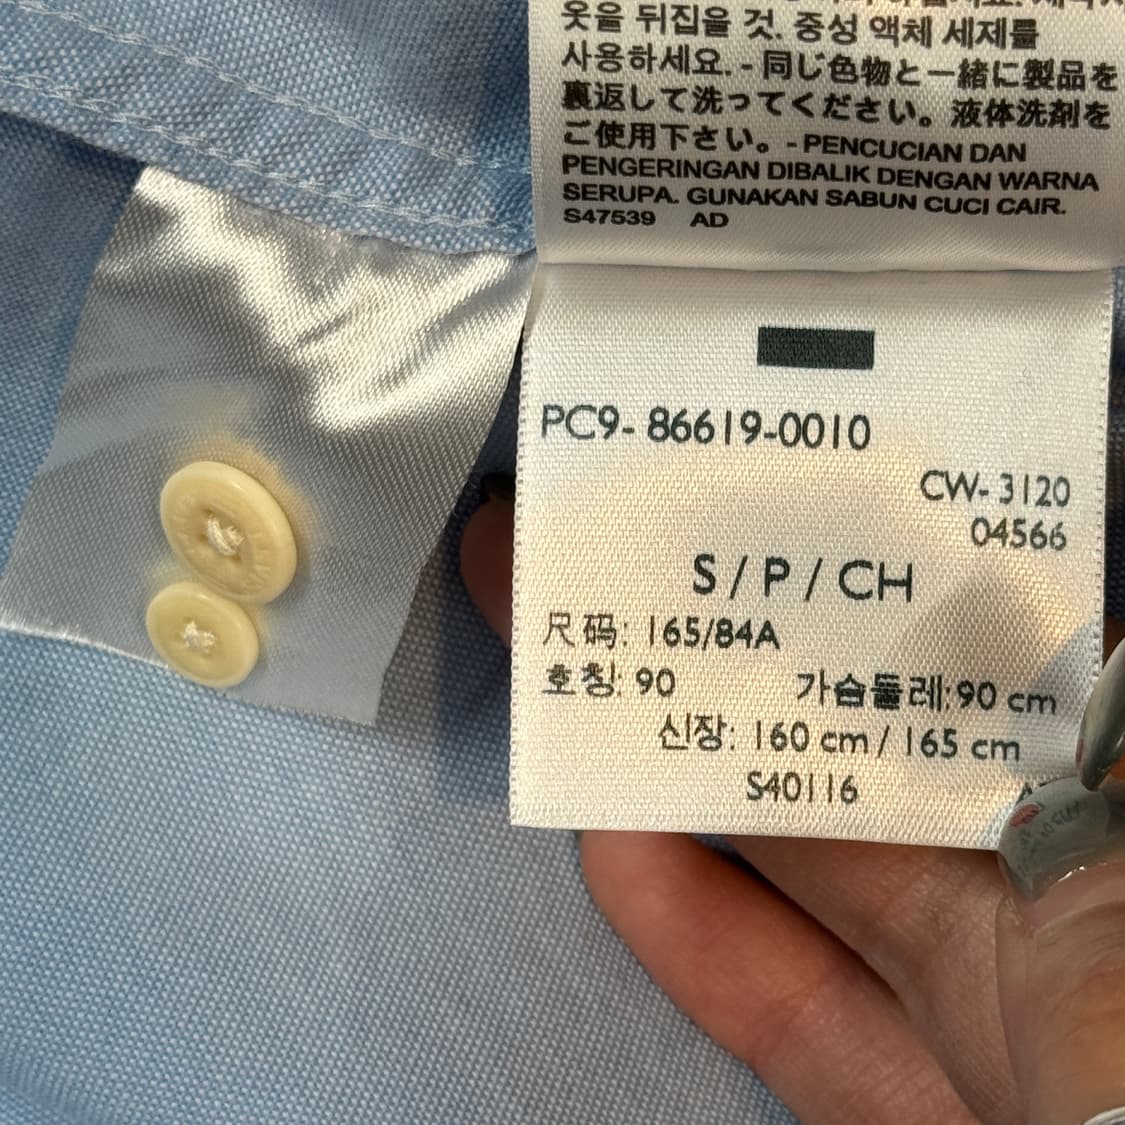 옷을 뒤집을 것. 중성 액체 세제를
사용하세요. - 同じ色物と一緒に製品を
裏返して洗ってください。液体洗剤を
ご使用下さい。- PENCUCIAN DAN
PENGERINGAN DIBALIK DENGAN WARNA
SERUPA. GUNAKAN SABUN CUCI CAIR.
S47539 AD
PC9- 86619-0010
CW- 3120
04566
S / P / CH
尺码: 165/84A
호칭: 90 가슴둘레: 90 cm
신장: 160 cm / 165 cm
S40116